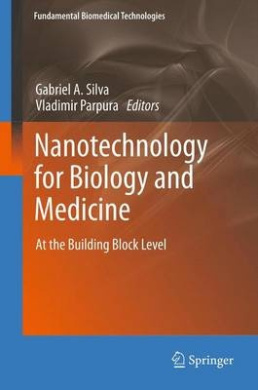 Fundamental Biomedical Technologies
Gabriel A. Silva
Vladimir Parpura Editors
Nanotechnology
for Biology and
Medicine
At the Building Block Level
Springer